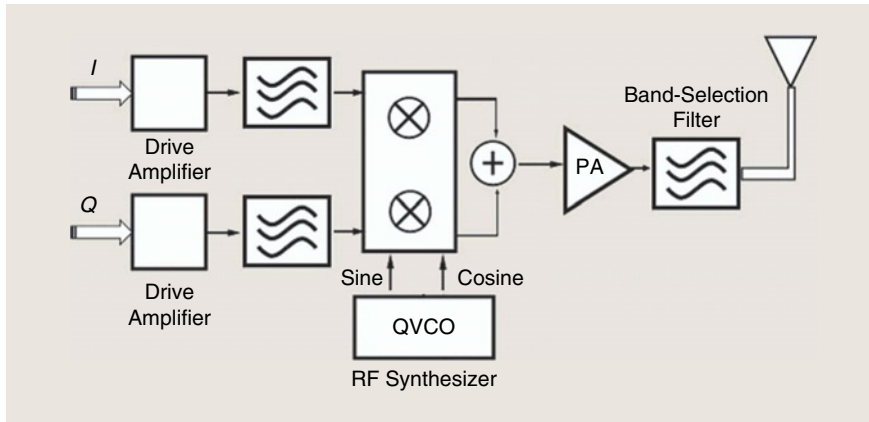 I
Drive
Amplifier
Q
Drive
Amplifier
Sine
Cosine
QVCO
RF Synthesizer
+
PA
Band-Selection
Filter